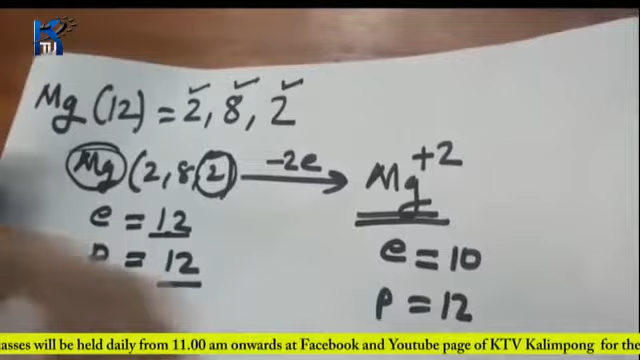 KTV
Mg(12) = 2, 8, 2
Mg (2, 8, 2) -2e → Mg+2
e = 12
p = 12
e = 10
p = 12
asses will be held daily from 11.00 am onwards at Facebook and Youtube page of KTV Kalimpong for the